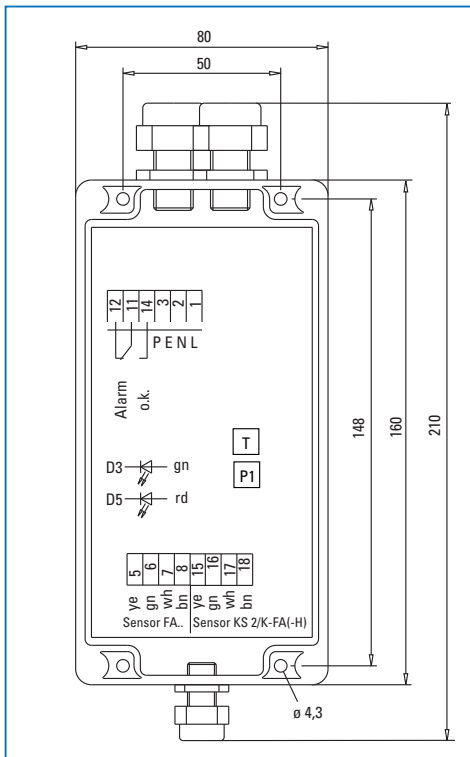 80
50
12 11 14 3 2 1
P E N L
Alarm o.k.
148
160
210
T
D3 gn
P1
D5 rd
5 6 7 8 15 16 17 18
ye gn wh bn ye gn wh bn
Sensor FA.. Sensor KS 2/K-FA(-H)
ø 4,3